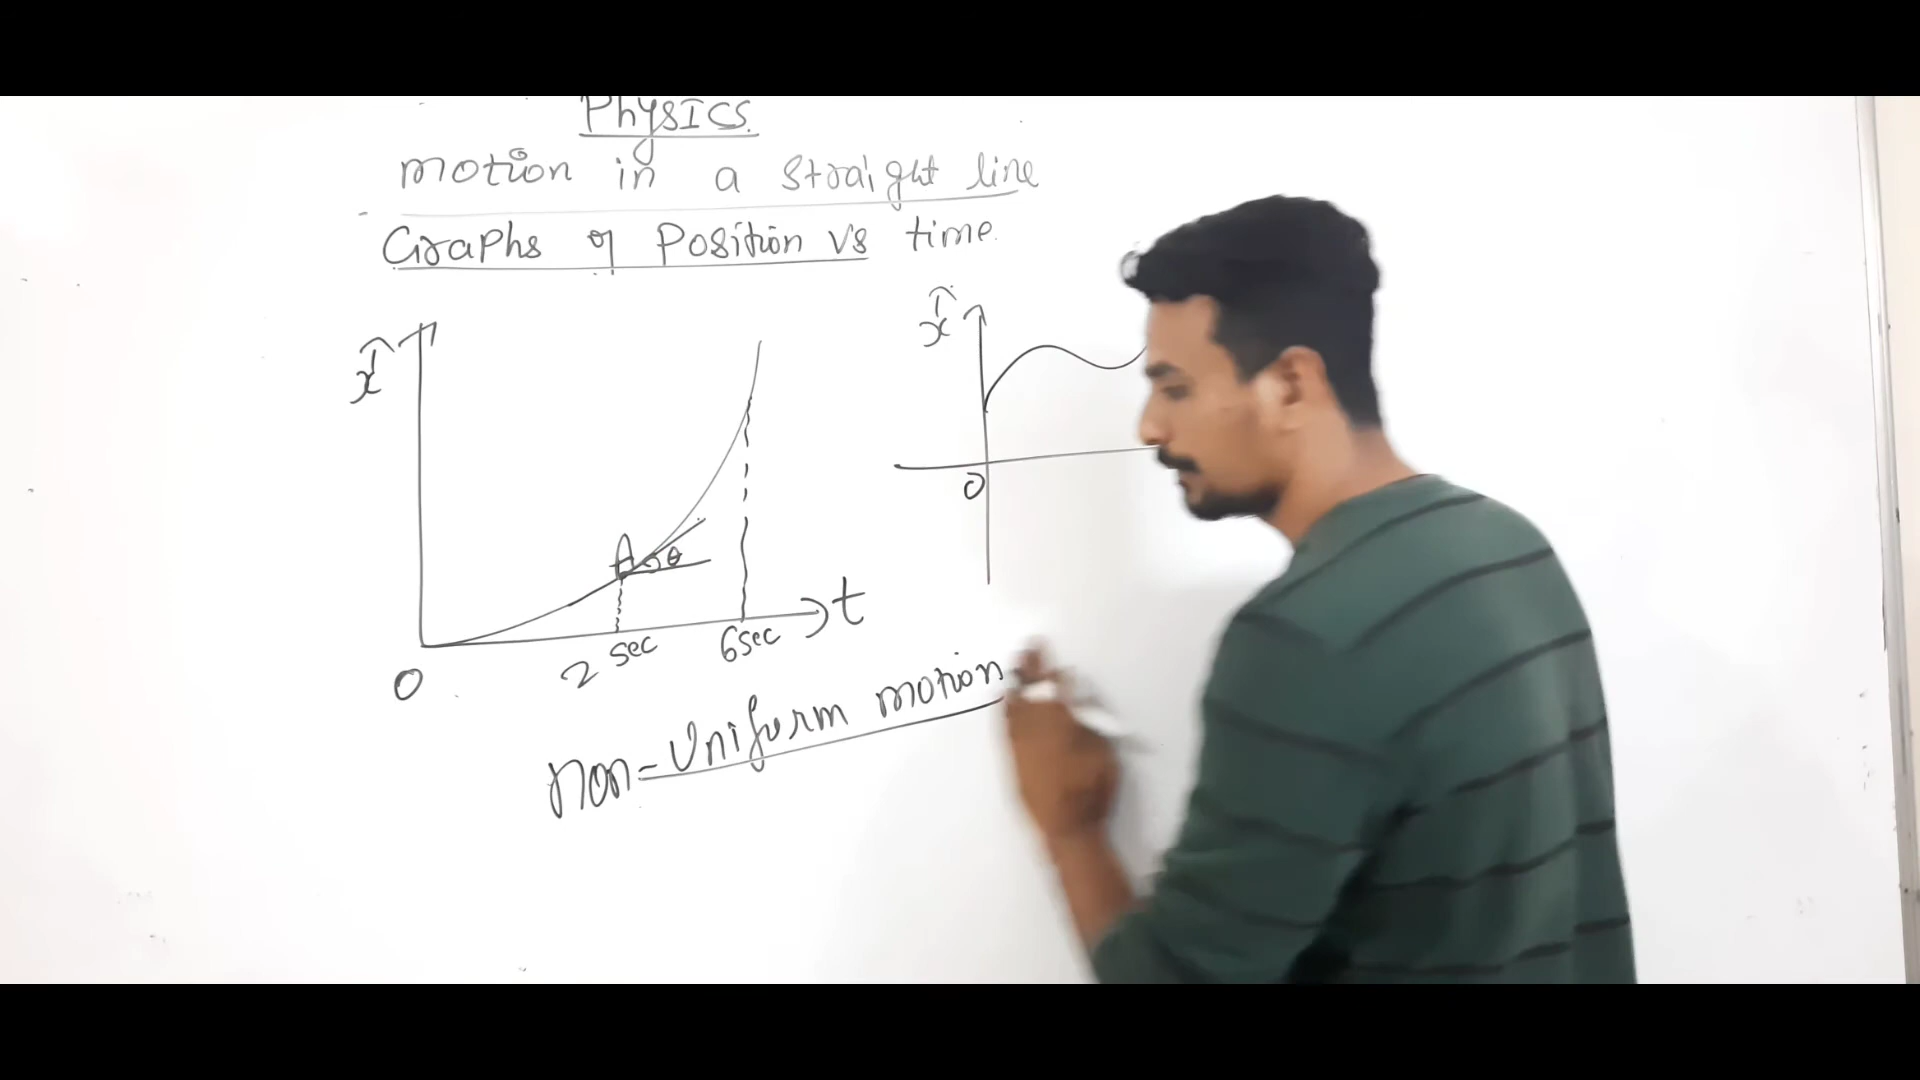 Physics
motion in a straight line
Graphs of Position vs time
x
t
A θ
2 sec
6sec
0
x
0
non-Uniform motion